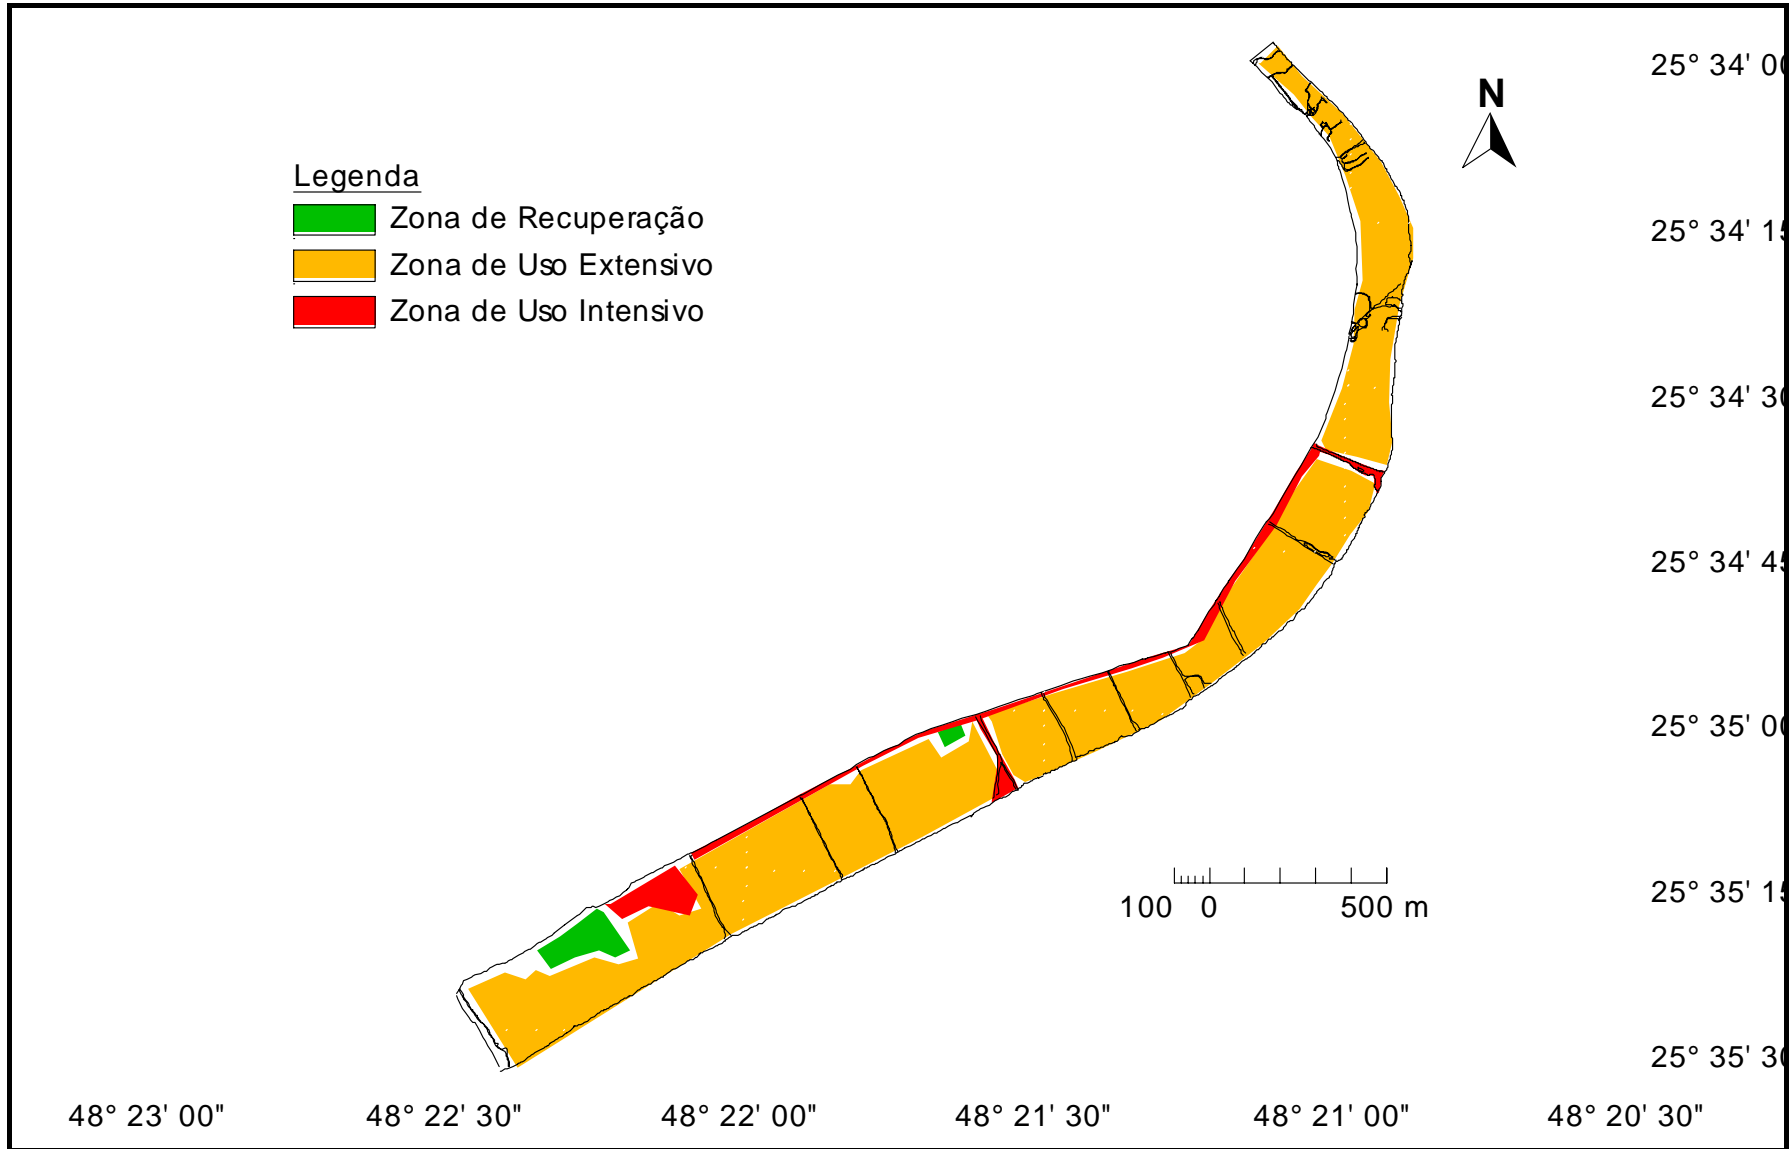 25° 34' 00
N
Legenda
Zona de Recuperação
Zona de Uso Extensivo
Zona de Uso Intensivo
25° 34' 15
25° 34' 30
25° 34' 45
25° 35' 00
25° 35' 15
100 0 500 m
25° 35' 30
48° 23' 00" 48° 22' 30" 48° 22' 00" 48° 21' 30" 48° 21' 00" 48° 20' 30"